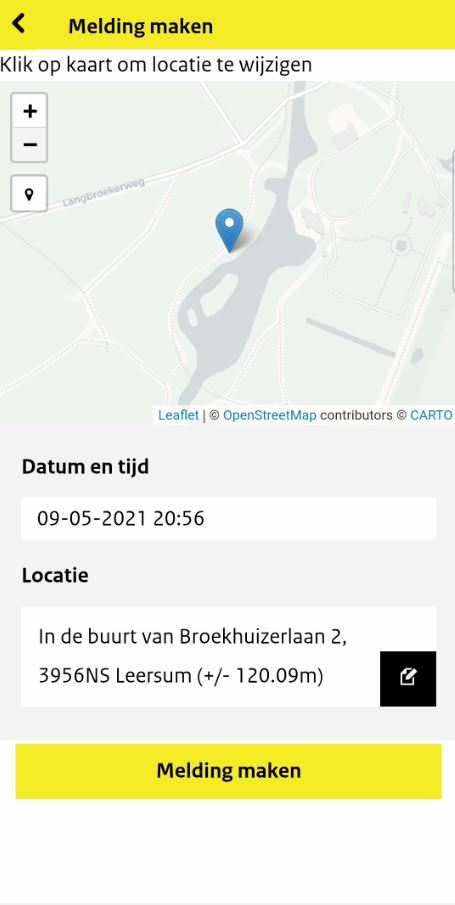 Melding maken
Klik op kaart om locatie te wijzigen
+
−
Langbroekerweg
Leaflet | © OpenStreetMap contributors © CARTO
Datum en tijd
09-05-2021 20:56
Locatie
In de buurt van Broekhuizerlaan 2,
3956NS Leersum (+/- 120.09m)
Melding maken